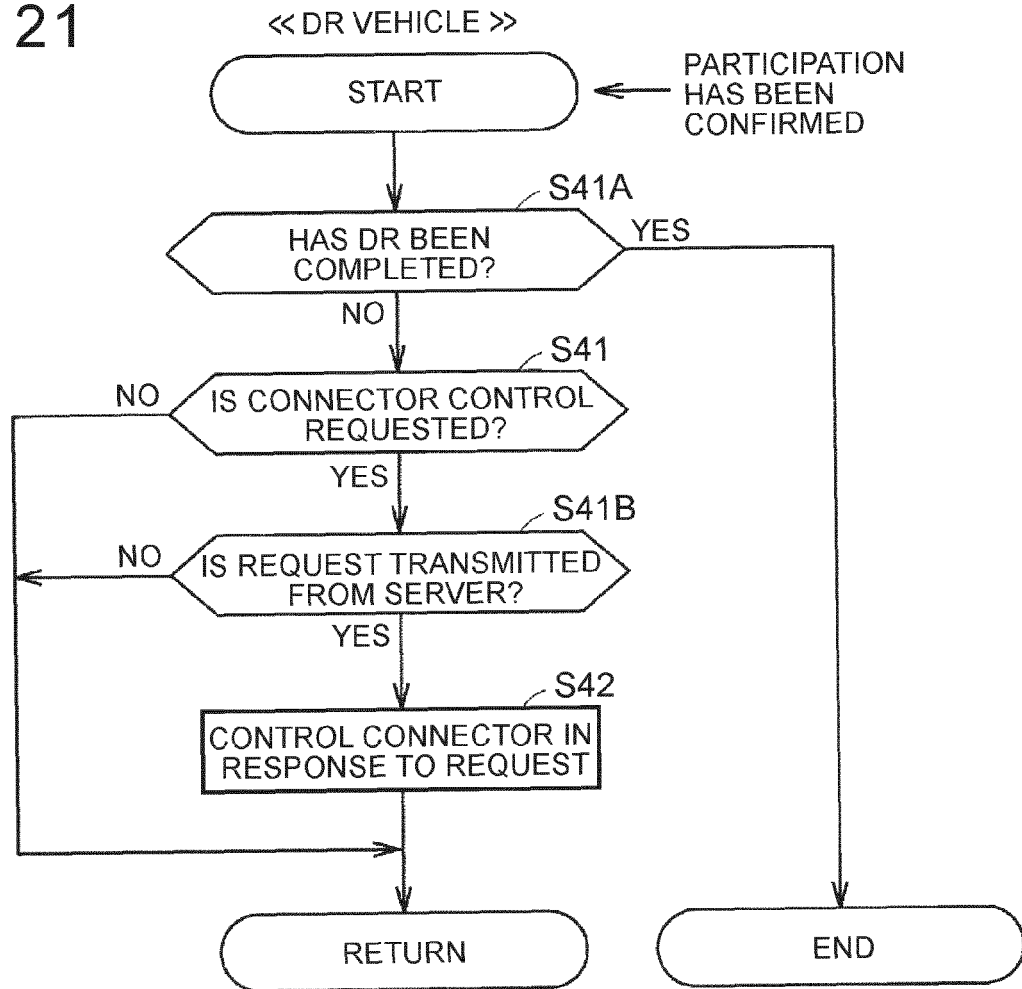 21
<< DR VEHICLE >>
START
PARTICIPATION
HAS BEEN
CONFIRMED
S41A
HAS DR BEEN
COMPLETED?
YES
NO
S41
NO
IS CONNECTOR CONTROL
REQUESTED?
YES
S41B
NO
IS REQUEST TRANSMITTED
FROM SERVER?
YES
S42
CONTROL CONNECTOR IN
RESPONSE TO REQUEST
RETURN
END